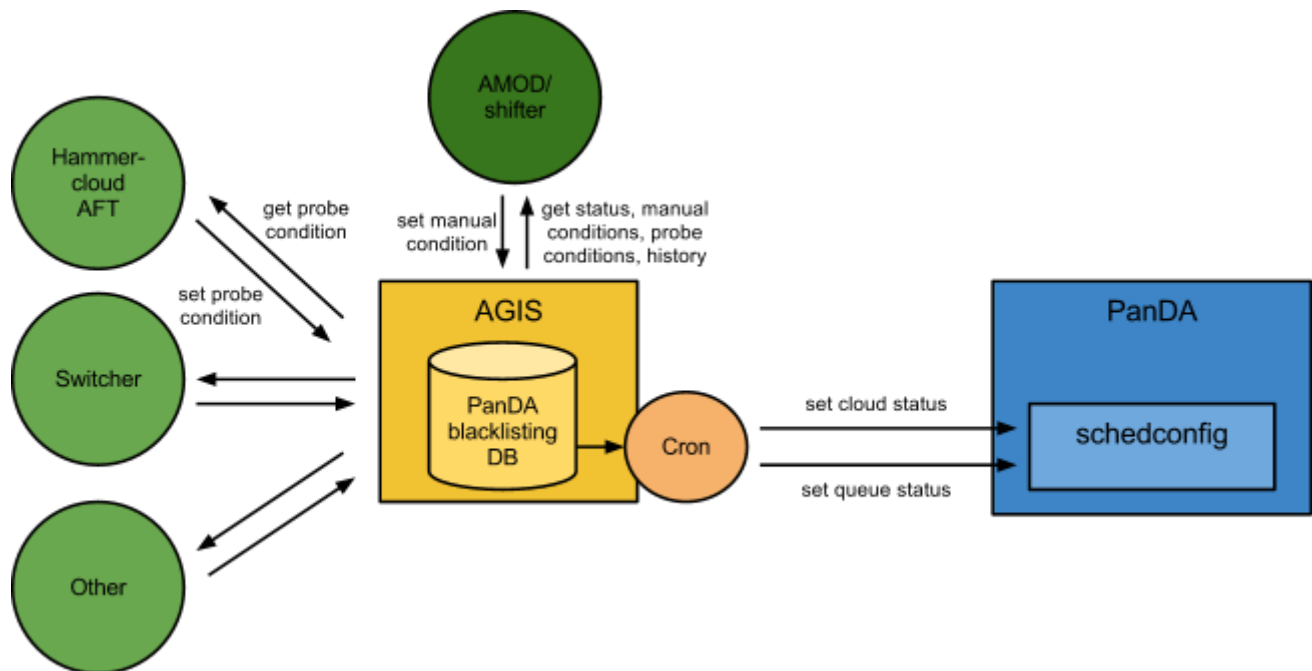 AMOD/
shifter
Hammer-
cloud
AFT
get probe
condition
set manual
condition
get status, manual
conditions, probe
conditions, history
set probe
condition
Switcher
Other
AGIS
PanDA
blacklisting
DB
Cron
set cloud status
set queue status
PanDA
schedconfig